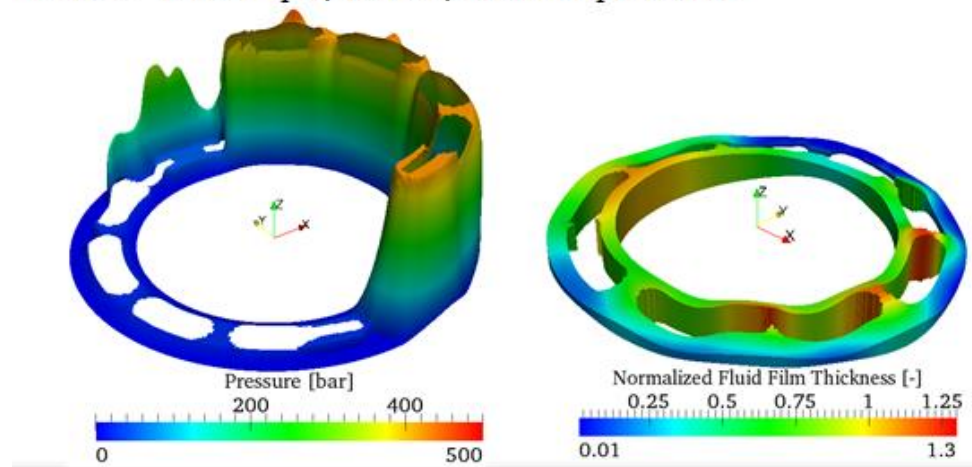 Z
Y
X
Z
Y
X
Pressure [bar]
200 400
0 500
Normalized Fluid Film Thickness [-]
0.25 0.5 0.75 1 1.25
0.01 1.3